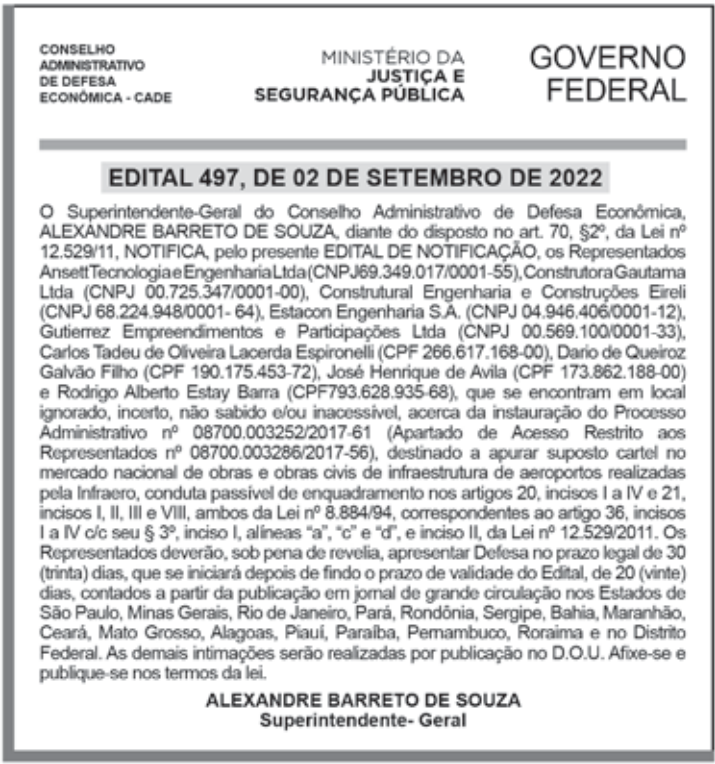 CONSELHO
ADMINISTRATIVO
DE DEFESA
ECONÔMICA - CADE
MINISTÉRIO DA
JUSTIÇA E
SEGURANÇA PÚBLICA
GOVERNO
FEDERAL
EDITAL 497, DE 02 DE SETEMBRO DE 2022
O Superintendente-Geral do Conselho Administrativo de Defesa Econômica,
ALEXANDRE BARRETO DE SOUZA, diante do disposto no art. 70, §2º, da Lei nº
12.529/11, NOTIFICA, pelo presente EDITAL DE NOTIFICAÇÃO, os Representados
Ansett Tecnologia e Engenharia Ltda (CNPJ 69.349.017/0001-55), Construtora Gautama
Ltda (CNPJ 00.725.347/0001-00), Construtural Engenharia e Construções Eireli
(CNPJ 68.224.948/0001- 64), Estacon Engenharia S.A. (CNPJ 04.946.406/0001-12),
Gutierrez Empreendimentos e Participações Ltda (CNPJ 00.569.100/0001-33),
Carlos Tadeu de Oliveira Lacerda Espironelli (CPF 266.617.168-00), Dario de Queiroz
Galvão Filho (CPF 190.175.453-72), José Henrique de Avila (CPF 173.862.188-00)
e Rodrigo Alberto Estay Barra (CPF793.628.935-68), que se encontram em local
ignorado, incerto, não sabido e/ou inacessível, acerca da instauração do Processo
Administrativo nº 08700.003252/2017-61 (Apartado de Acesso Restrito aos
Representados nº 08700.003286/2017-56), destinado a apurar suposto cartel no
mercado nacional de obras e obras civis de infraestrutura de aeroportos realizadas
pela Infraero, conduta passível de enquadramento nos artigos 20, incisos I a IV e 21,
incisos I, II, III e VIII, ambos da Lei nº 8.884/94, correspondentes ao artigo 36, incisos
I a IV c/c seu § 3º, inciso I, alíneas "a", "c" e "d", e inciso II, da Lei nº 12.529/2011. Os
Representados deverão, sob pena de revelia, apresentar Defesa no prazo legal de 30
(trinta) dias, que se iniciará depois de findo o prazo de validade do Edital, de 20 (vinte)
dias, contados a partir da publicação em jornal de grande circulação nos Estados de
São Paulo, Minas Gerais, Rio de Janeiro, Pará, Rondônia, Sergipe, Bahia, Maranhão,
Ceará, Mato Grosso, Alagoas, Piauí, Paraíba, Pernambuco, Roraima e no Distrito
Federal. As demais intimações serão realizadas por publicação no D.O.U. Afixe-se e
publique-se nos termos da lei.
ALEXANDRE BARRETO DE SOUZA
Superintendente- Geral